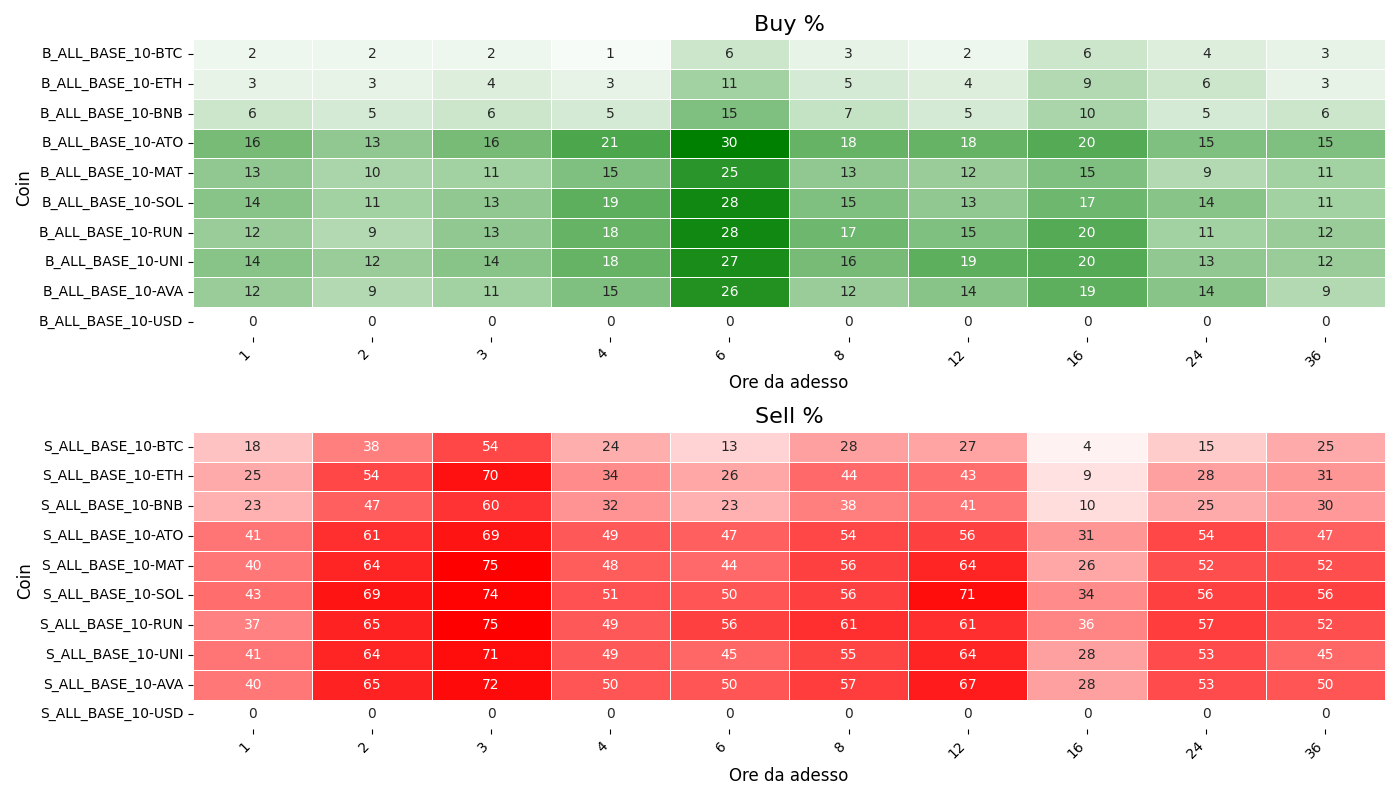 Buy %
Coin
B_ALL_BASE_10-BTC 2 2 2 1 6 3 2 6 4 3
B_ALL_BASE_10-ETH 3 3 4 3 11 5 4 9 6 3
B_ALL_BASE_10-BNB 6 5 6 5 15 7 5 10 5 6
B_ALL_BASE_10-ATO 16 13 16 21 30 18 18 20 15 15
B_ALL_BASE_10-MAT 13 10 11 15 25 13 12 15 9 11
B_ALL_BASE_10-SOL 14 11 13 19 28 15 13 17 14 11
B_ALL_BASE_10-RUN 12 9 13 18 28 17 15 20 11 12
B_ALL_BASE_10-UNI 14 12 14 18 27 16 19 20 13 12
B_ALL_BASE_10-AVA 12 9 11 15 26 12 14 19 14 9
B_ALL_BASE_10-USD 0 0 0 0 0 0 0 0 0 0
1 2 3 4 6 8 12 16 24 36
Ore da adesso
Sell %
Coin
S_ALL_BASE_10-BTC 18 38 54 24 13 28 27 4 15 25
S_ALL_BASE_10-ETH 25 54 70 34 26 44 43 9 28 31
S_ALL_BASE_10-BNB 23 47 60 32 23 38 41 10 25 30
S_ALL_BASE_10-ATO 41 61 69 49 47 54 56 31 54 47
S_ALL_BASE_10-MAT 40 64 75 48 44 56 64 26 52 52
S_ALL_BASE_10-SOL 43 69 74 51 50 56 71 34 56 56
S_ALL_BASE_10-RUN 37 65 75 49 56 61 61 36 57 52
S_ALL_BASE_10-UNI 41 64 71 49 45 55 64 28 53 45
S_ALL_BASE_10-AVA 40 65 72 50 50 57 67 28 53 50
S_ALL_BASE_10-USD 0 0 0 0 0 0 0 0 0 0
1 2 3 4 6 8 12 16 24 36
Ore da adesso